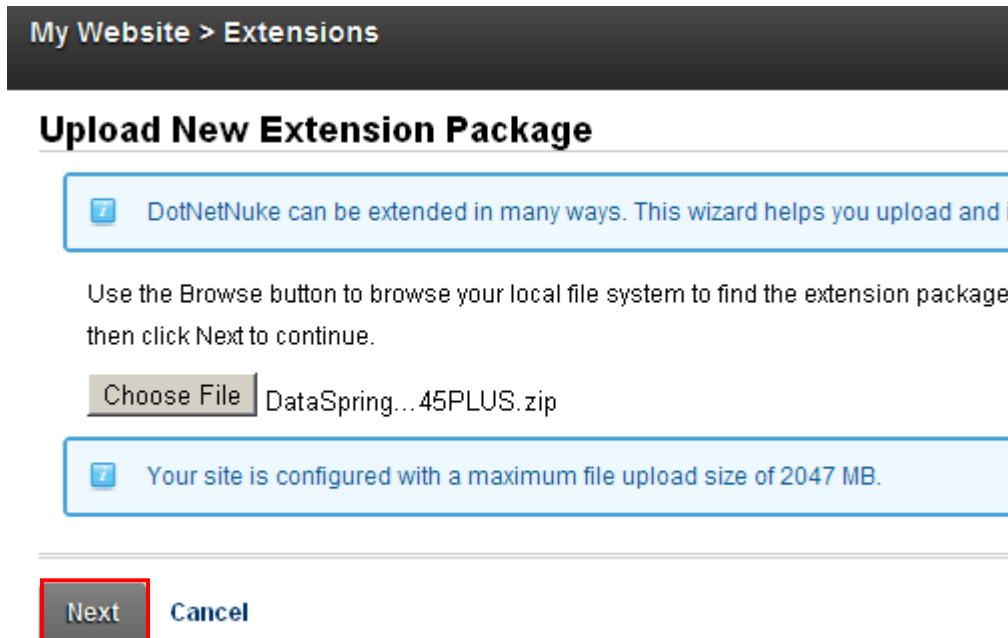 My Website > Extensions
Upload New Extension Package
DotNetNuke can be extended in many ways. This wizard helps you upload and
Use the Browse button to browse your local file system to find the extension package
then click Next to continue.
Choose File DataSpring...45PLUS.zip
Your site is configured with a maximum file upload size of 2047 MB.
Next Cancel